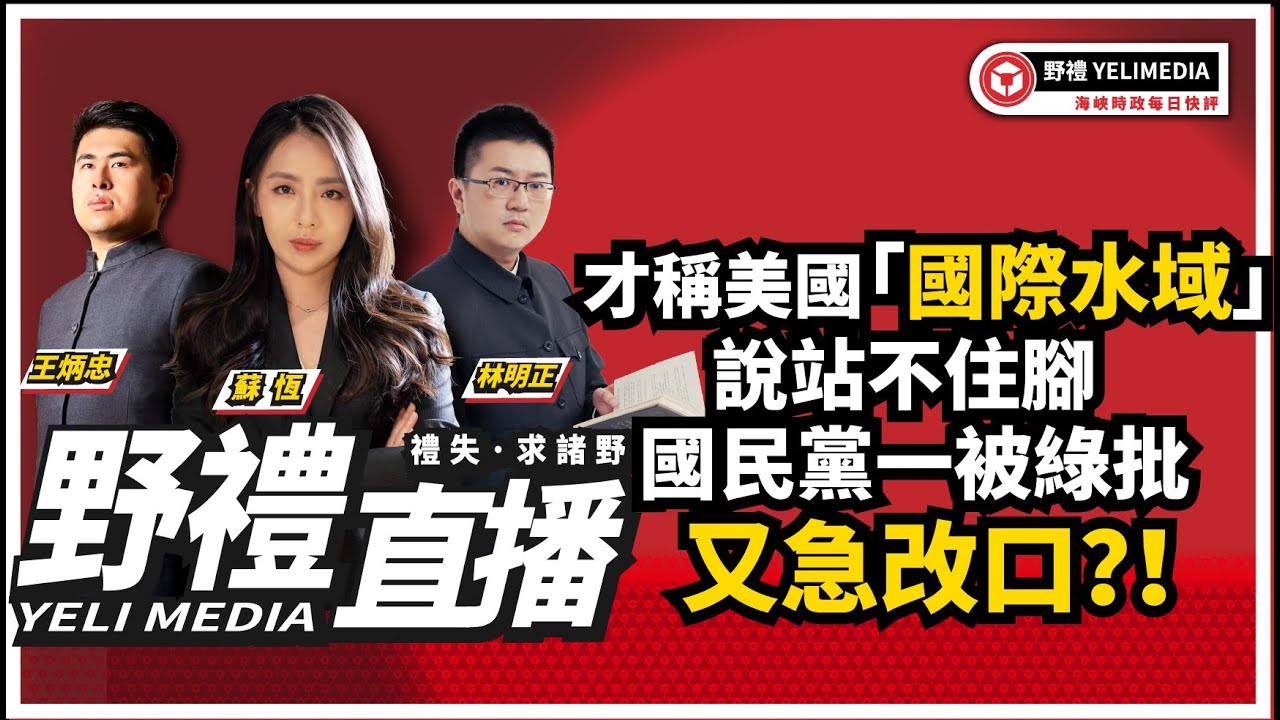 野禮 YELIMEDIA
海峽時政每日快評
才稱美國「國際水域」
說站不住腳
國民黨一被綠批
又急改口?!
王炳忠
蘇恆
林明正
禮失·求諸野
野禮直播
YELI MEDIA